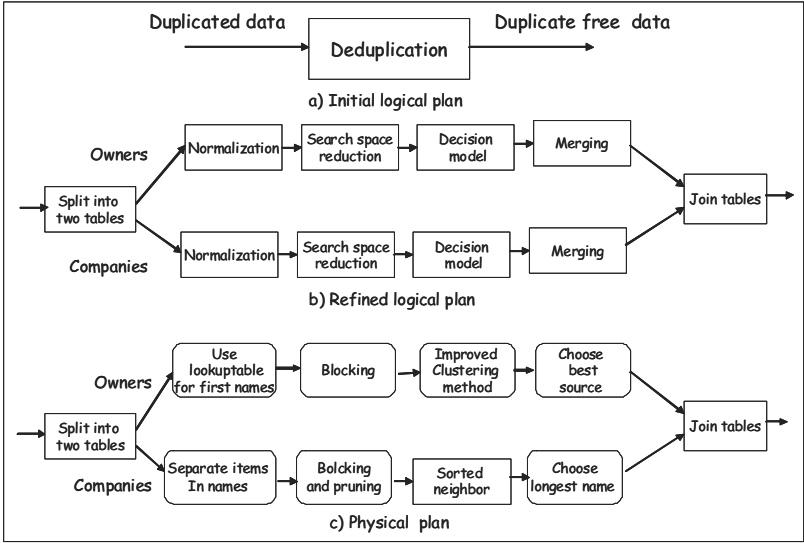 Duplicated data
Duplicate free data
Deduplication
a) Initial logical plan
Owners
Normalization
Search space
reduction
Decision
model
Merging
Split into
two tables
Join tables
Companies
Normalization
Search space
reduction
Decision
model
Merging
b) Refined logical plan
Owners
Use
lookuptable
for first names
Blocking
Improved
Clustering
method
Choose
best
source
Split into
two tables
Join tables
Companies
Separate items
In names
Bolcking
and pruning
Sorted
neighbor
Choose
longest name
c) Physical plan